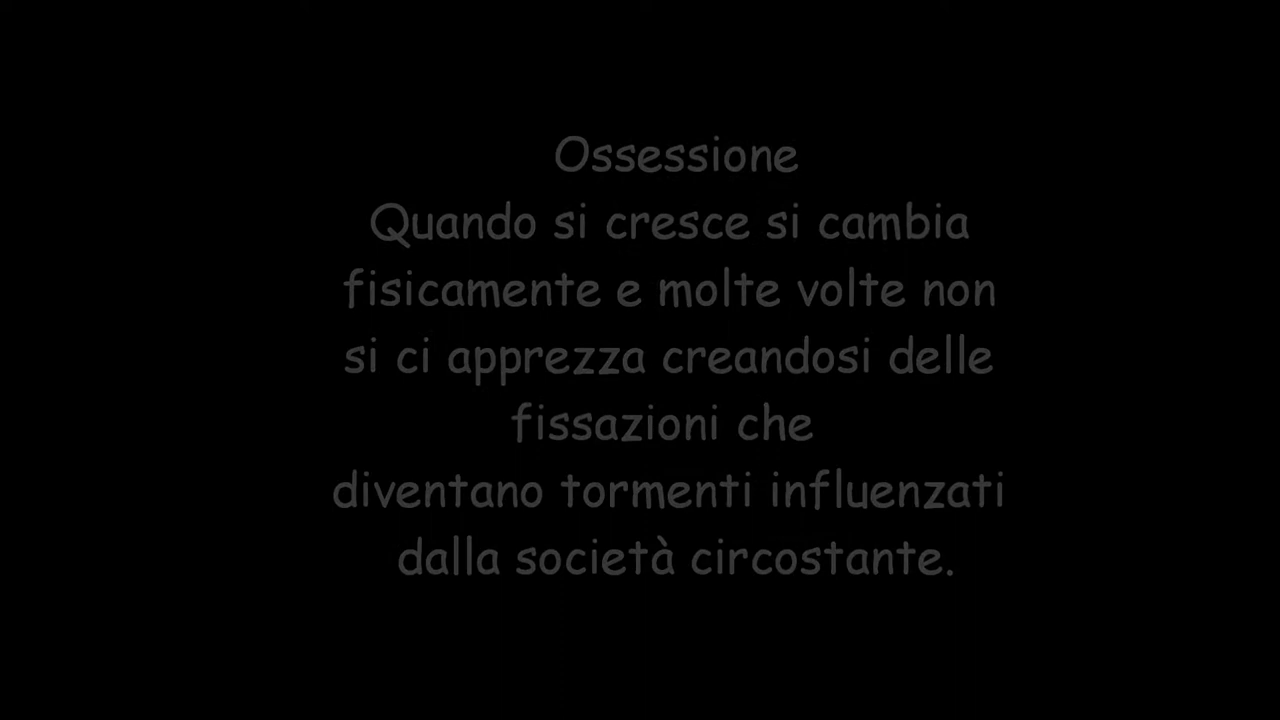 Ossessione
Quando si cresce si cambia
fisicamente e molte volte non
si ci apprezza creandosi delle
fissazioni che
diventano tormenti influenzati
dalla società circostante.